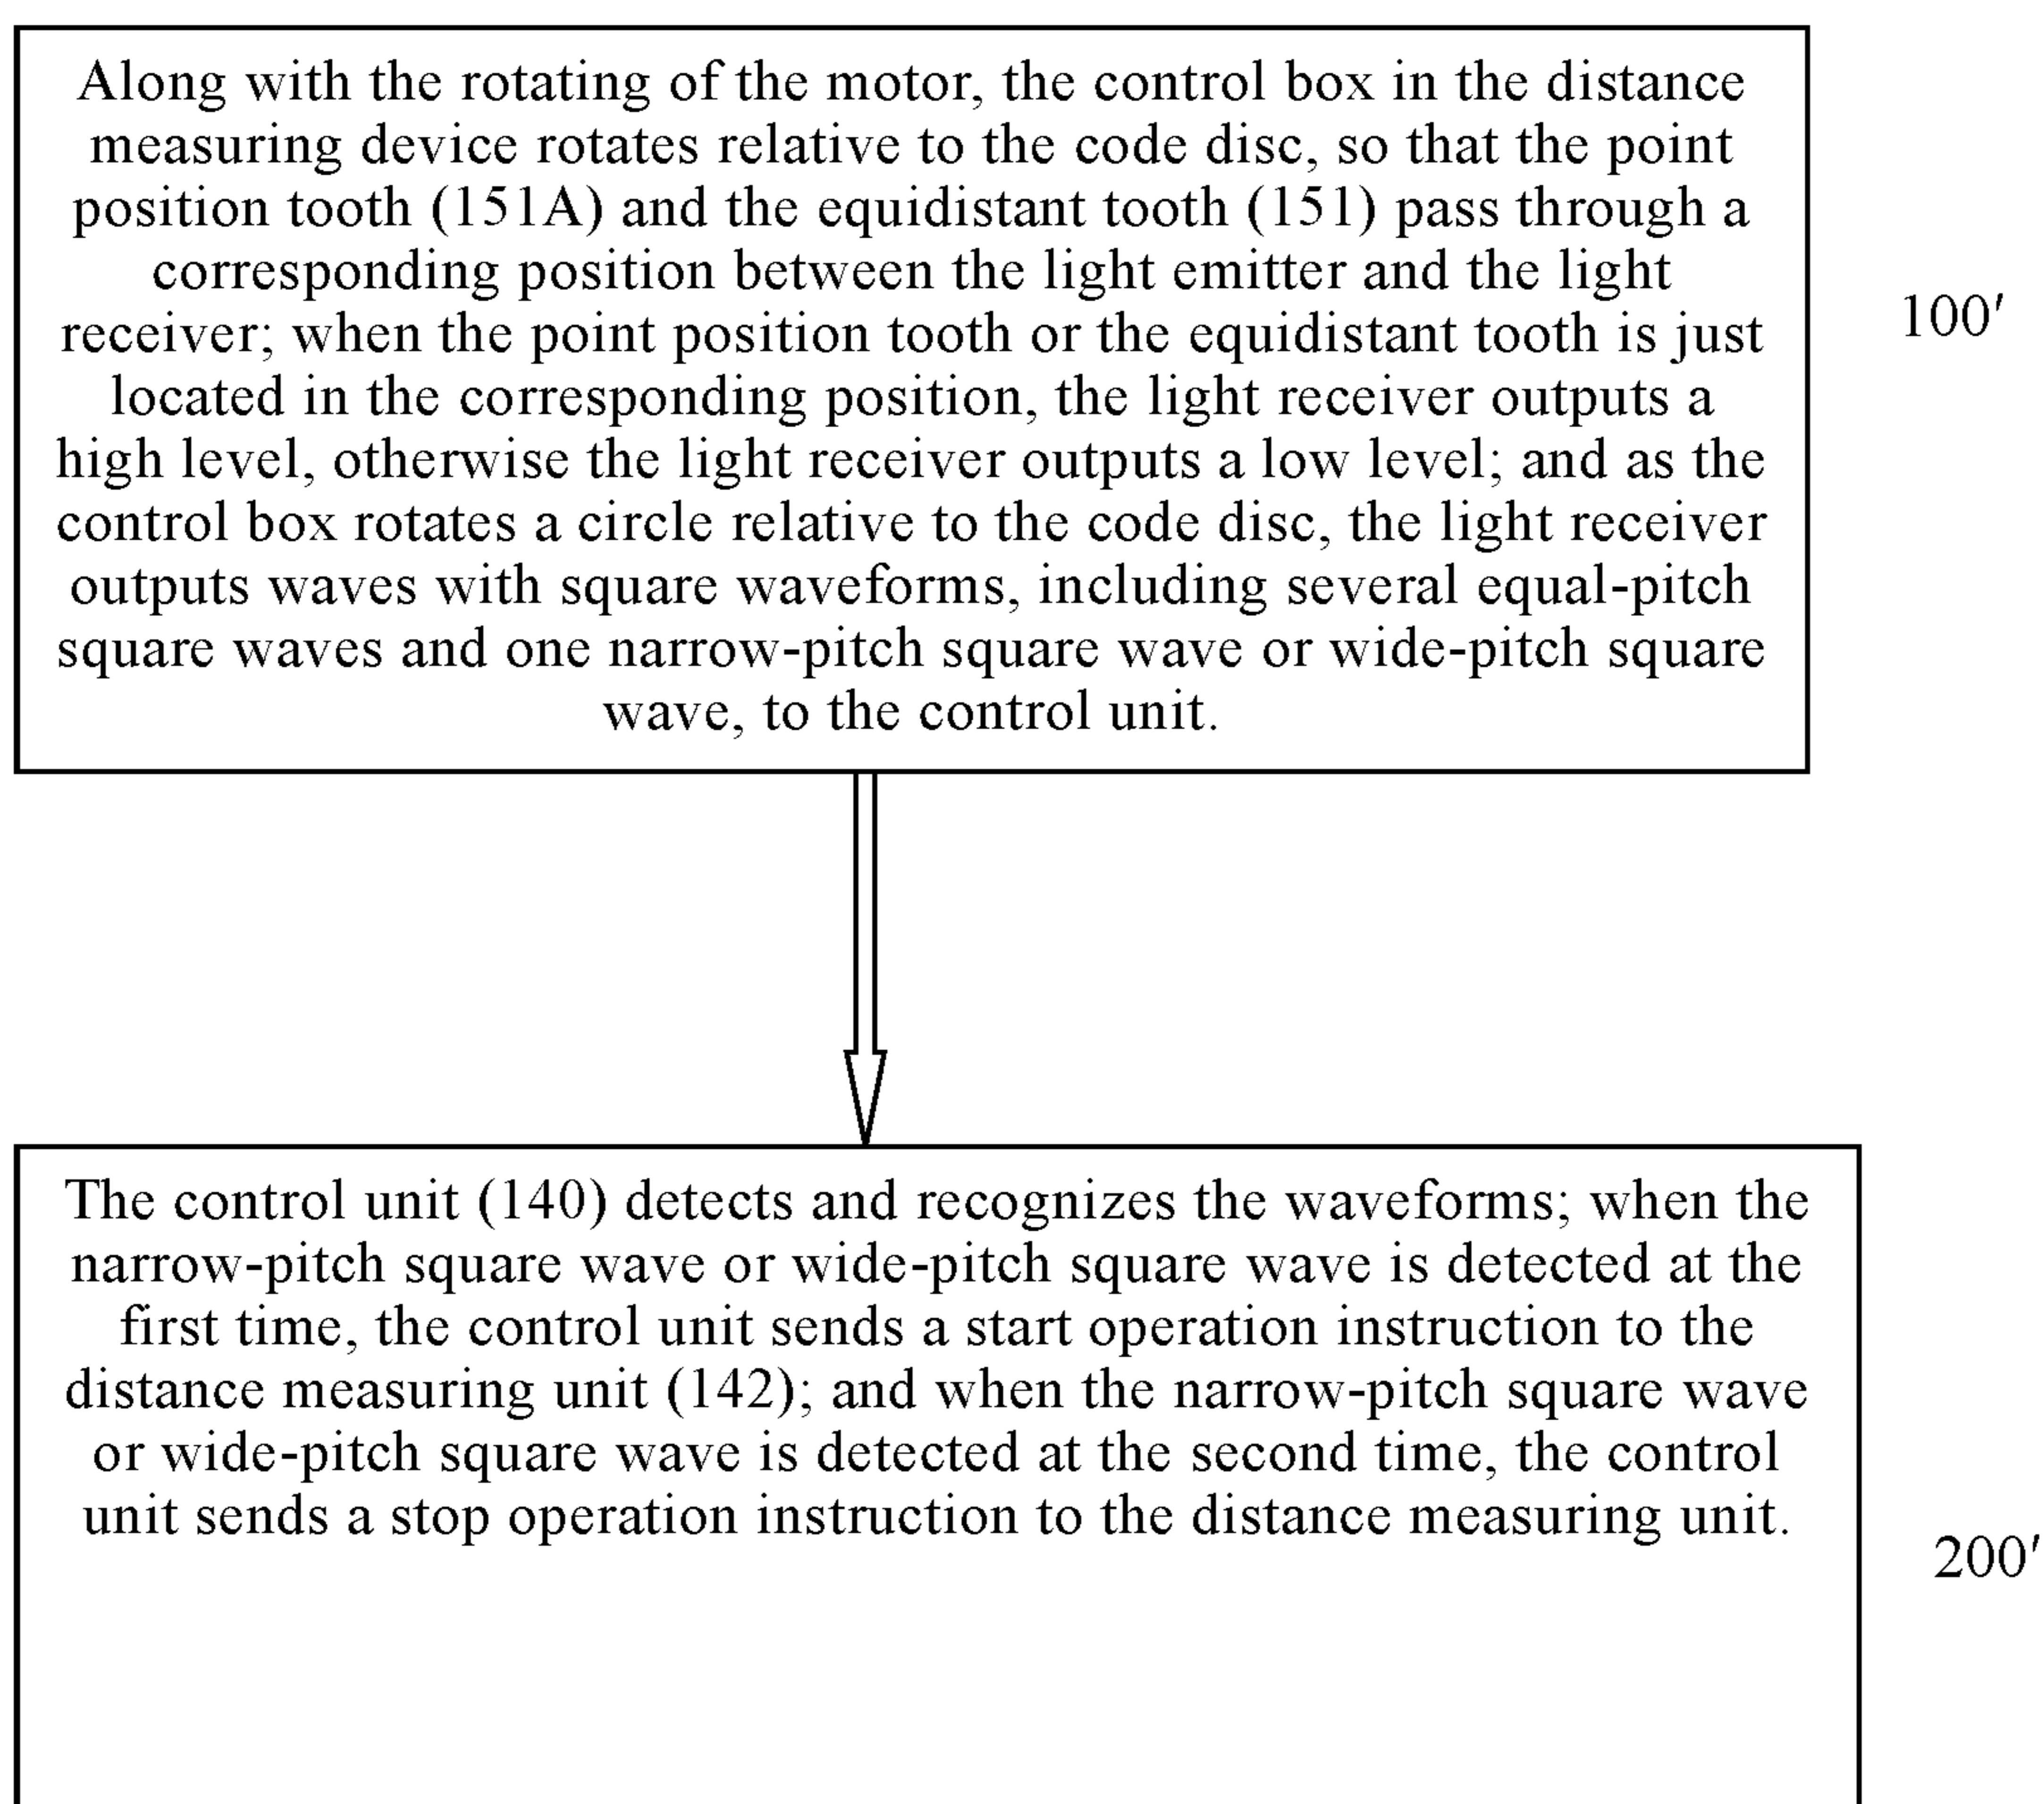 Along with the rotating of the motor, the control box in the distance
measuring device rotates relative to the code disc, so that the point
position tooth (151A) and the equidistant tooth (151) pass through a
corresponding position between the light emitter and the light
receiver; when the point position tooth or the equidistant tooth is just
located in the corresponding position, the light receiver outputs a
high level, otherwise the light receiver outputs a low level; and as the
control box rotates a circle relative to the code disc, the light receiver
outputs waves with square waveforms, including several equal-pitch
square waves and one narrow-pitch square wave or wide-pitch square
wave, to the control unit.
100′
The control unit (140) detects and recognizes the waveforms; when the
narrow-pitch square wave or wide-pitch square wave is detected at the
first time, the control unit sends a start operation instruction to the
distance measuring unit (142); and when the narrow-pitch square wave
or wide-pitch square wave is detected at the second time, the control
unit sends a stop operation instruction to the distance measuring unit.
200′